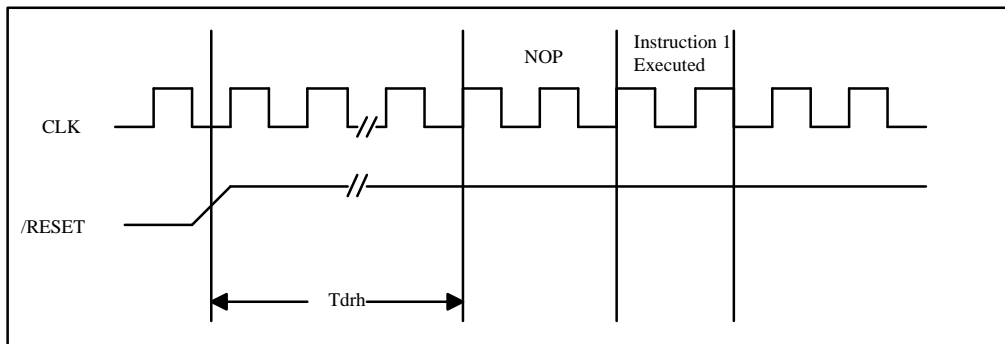 NOP
Instruction 1
Executed
CLK
/RESET
Tdrh